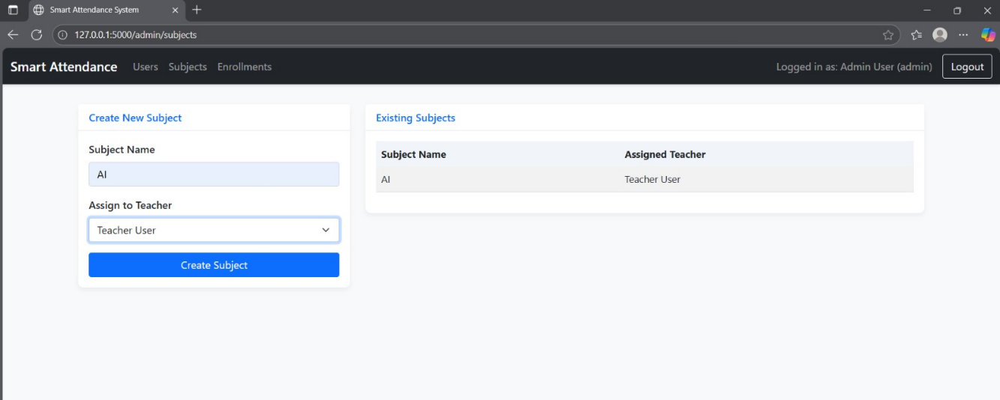 Smart Attendance System
127.0.0.1:5000/admin/subjects
Smart Attendance Users Subjects Enrollments Logged in as: Admin User (admin) Logout
Create New Subject
Subject Name
AI
Assign to Teacher
Teacher User
Create Subject
Existing Subjects
Subject Name Assigned Teacher
AI Teacher User